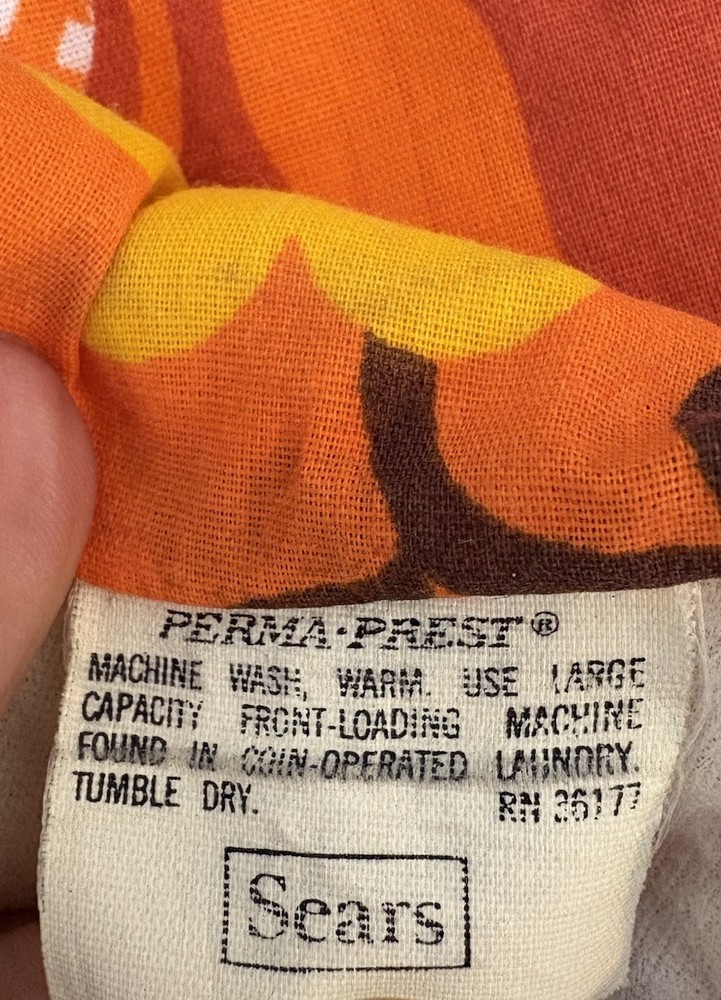 PERMA·PREST®
MACHINE WASH, WARM. USE LARGE
CAPACITY FRONT-LOADING MACHINE
FOUND IN COIN-OPERATED LAUNDRY.
TUMBLE DRY. RN 36177
Sears